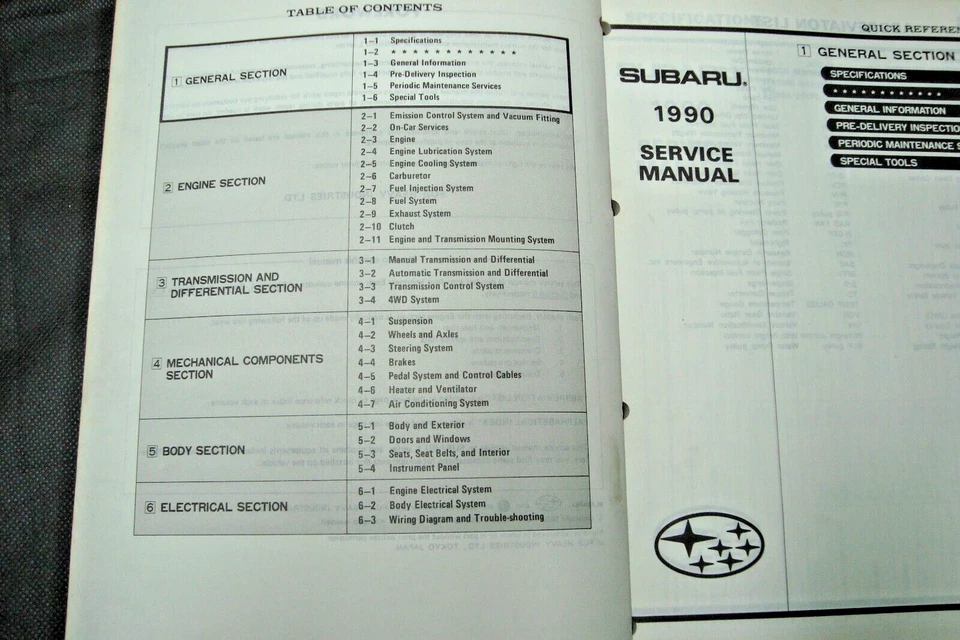 TABLE OF CONTENTS
1 GENERAL SECTION
1-1 Specifications
1-2 * * * * * * * * * * * *
1-3 General Information
1-4 Pre-Delivery Inspection
1-5 Periodic Maintenance Services
1-6 Special Tools
2 ENGINE SECTION
2-1 Emission Control System and Vacuum Fitting
2-2 On-Car Services
2-3 Engine
2-4 Engine Lubrication System
2-5 Engine Cooling System
2-6 Carburetor
2-7 Fuel Injection System
2-8 Fuel System
2-9 Exhaust System
2-10 Clutch
2-11 Engine and Transmission Mounting System
3 TRANSMISSION AND
DIFFERENTIAL SECTION
3-1 Manual Transmission and Differential
3-2 Automatic Transmission and Differential
3-3 Transmission Control System
3-4 4WD System
4 MECHANICAL COMPONENTS
SECTION
4-1 Suspension
4-2 Wheels and Axles
4-3 Steering System
4-4 Brakes
4-5 Pedal System and Control Cables
4-6 Heater and Ventilator
4-7 Air Conditioning System
5 BODY SECTION
5-1 Body and Exterior
5-2 Doors and Windows
5-3 Seats, Seat Belts, and Interior
5-4 Instrument Panel
6 ELECTRICAL SECTION
6-1 Engine Electrical System
6-2 Body Electrical System
6-3 Wiring Diagram and Trouble-shooting
SUBARU®
1990
SERVICE
MANUAL
QUICK REFEREN
1 GENERAL SECTION
SPECIFICATIONS
* * * * * * * * * * * *
GENERAL INFORMATION
PRE-DELIVERY INSPECTIO
PERIODIC MAINTENANCE S
SPECIAL TOOLS